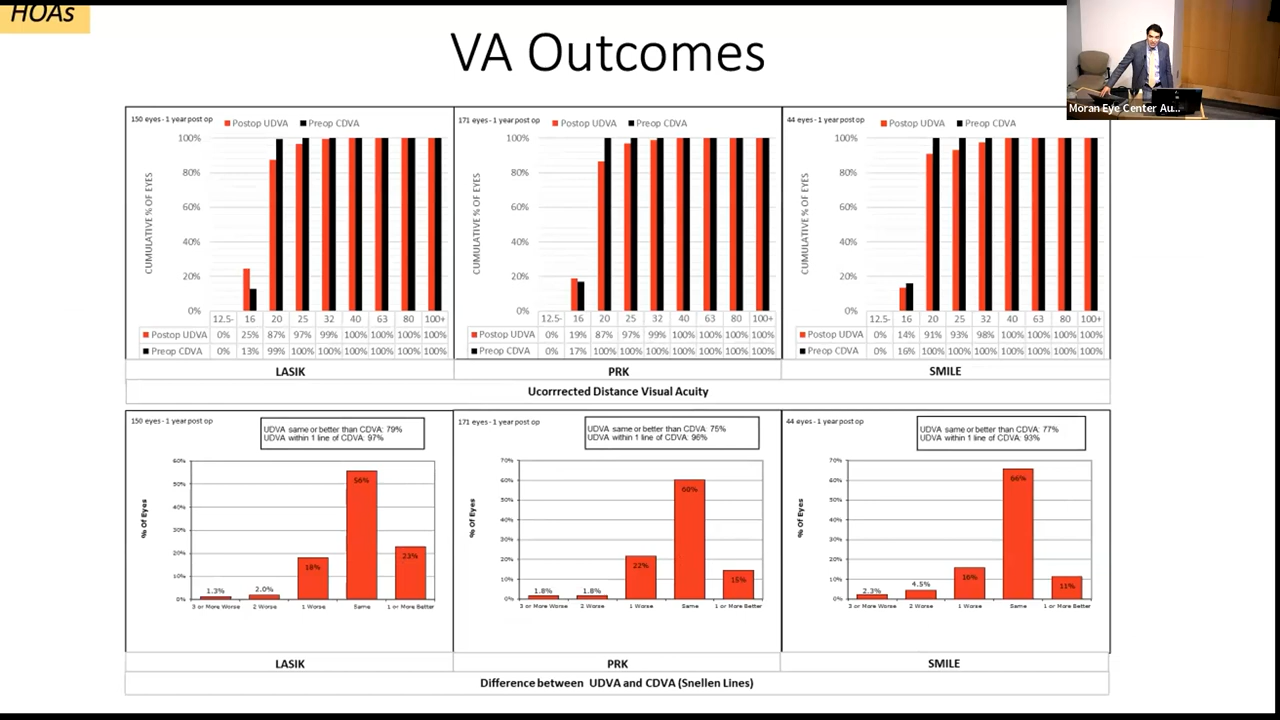 HOAs
VA Outcomes
Moran Eye Center Au...
150 eyes - 1 year post op
Postop UDVA Preop CDVA
100%
80%
60%
40%
20%
0%
CUMULATIVE % OF EYES
12.5- 16 20 25 32 40 63 80 100+
Postop UDVA 0% 25% 87% 97% 99% 100% 100% 100% 100%
Preop CDVA 0% 13% 99% 100% 100% 100% 100% 100% 100%
LASIK
171 eyes - 1 year post op
Postop UDVA Preop CDVA
100%
80%
60%
40%
20%
0%
CUMULATIVE % OF EYES
12.5- 16 20 25 32 40 63 80 100+
Postop UDVA 0% 19% 87% 97% 99% 100% 100% 100% 100%
Preop CDVA 0% 17% 100% 100% 100% 100% 100% 100% 100%
PRK
44 eyes - 1 year post op
Postop UDVA Preop CDVA
100%
80%
60%
40%
20%
0%
CUMULATIVE % OF EYES
12.5- 16 20 25 32 40 63 80 100+
Postop UDVA 0% 14% 91% 93% 98% 100% 100% 100% 100%
Preop CDVA 0% 16% 100% 100% 100% 100% 100% 100% 100%
SMILE
Ucorrrected Distance Visual Acuity
150 eyes - 1 year post op
UDVA same or better than CDVA: 79%
UDVA within 1 line of CDVA: 97%
60%
50%
40%
30%
20%
10%
0%
% Of Eyes
1.3% 2.0% 18% 56% 23%
3 or More Worse 2 Worse 1 Worse Same 1 or More Better
LASIK
171 eyes - 1 year post op
UDVA same or better than CDVA: 75%
UDVA within 1 line of CDVA: 96%
70%
60%
50%
40%
30%
20%
10%
0%
% Of Eyes
1.8% 1.8% 22% 60% 15%
3 or More Worse 2 Worse 1 Worse Same 1 or More Better
PRK
44 eyes - 1 year post op
UDVA same or better than CDVA: 77%
UDVA within 1 line of CDVA: 93%
70%
60%
50%
40%
30%
20%
10%
0%
% Of Eyes
2.3% 4.5% 16% 66% 11%
3 or More Worse 2 Worse 1 Worse Same 1 or More Better
SMILE
Difference between UDVA and CDVA (Snellen Lines)